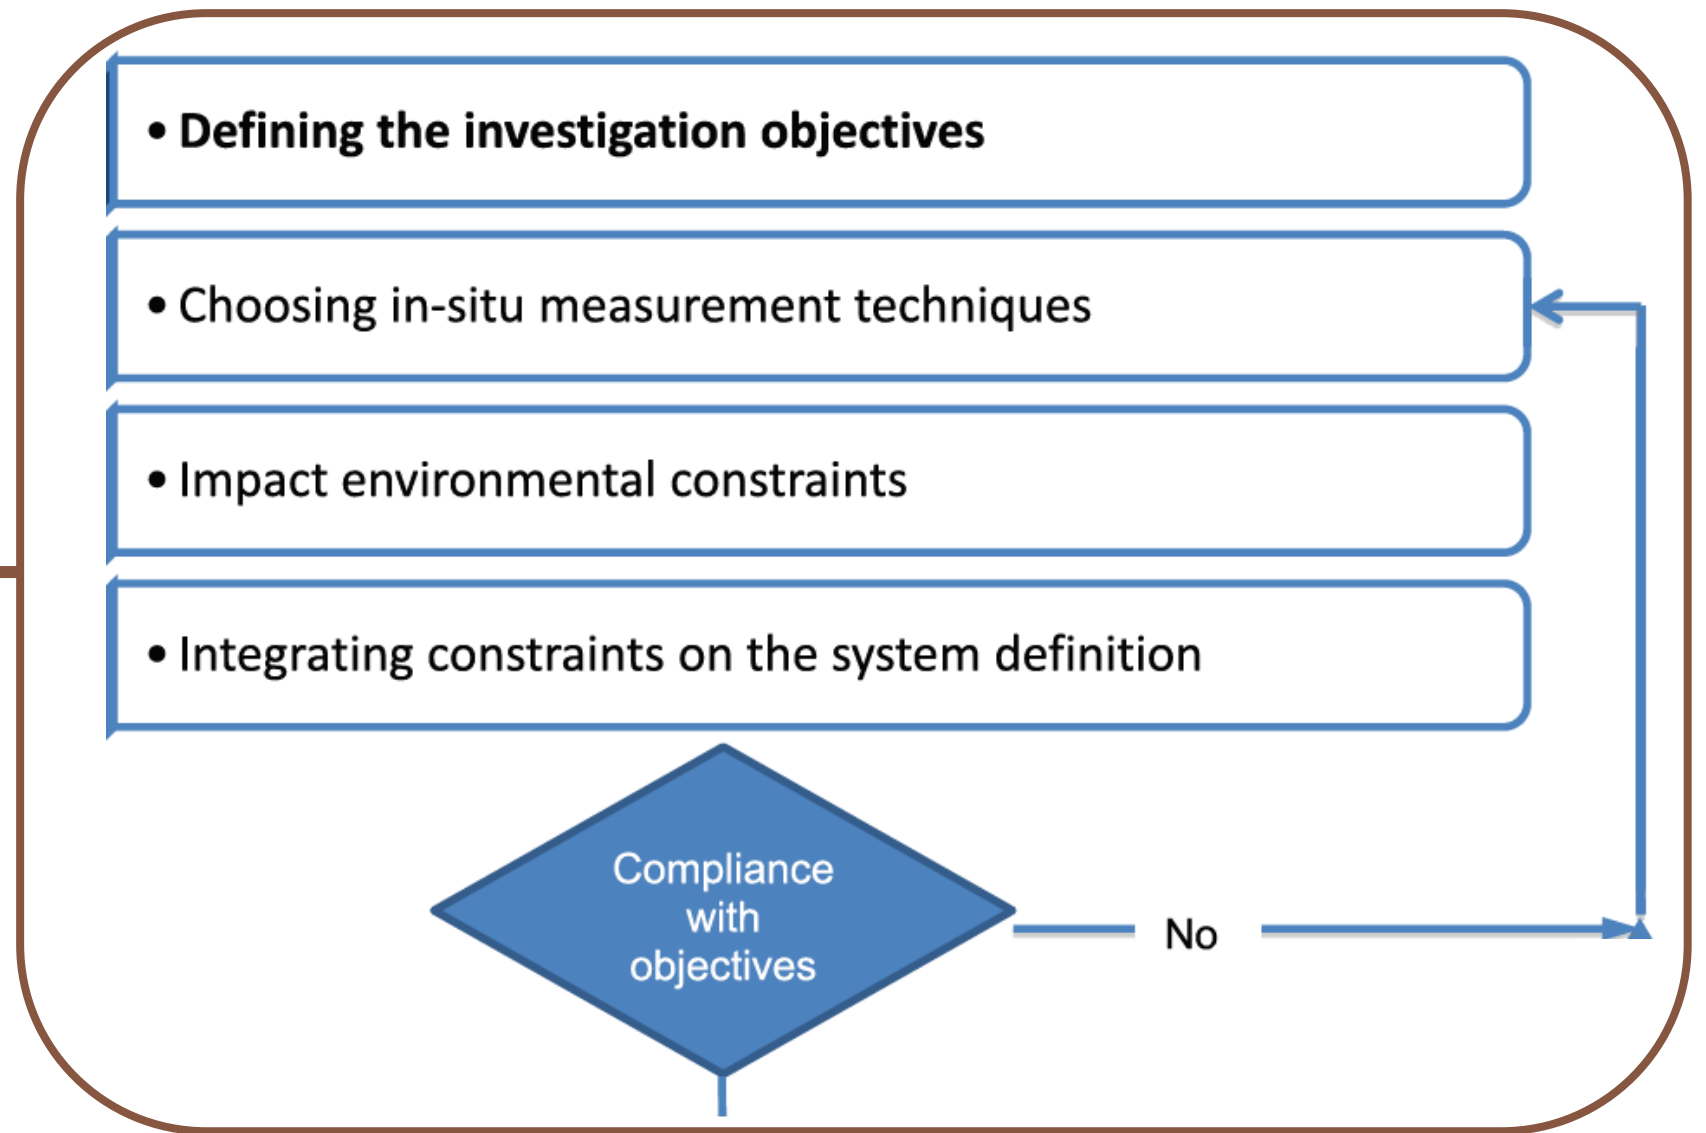 • Defining the investigation objectives
• Choosing in-situ measurement techniques
• Impact environmental constraints
• Integrating constraints on the system definition
Compliance
with
objectives
No